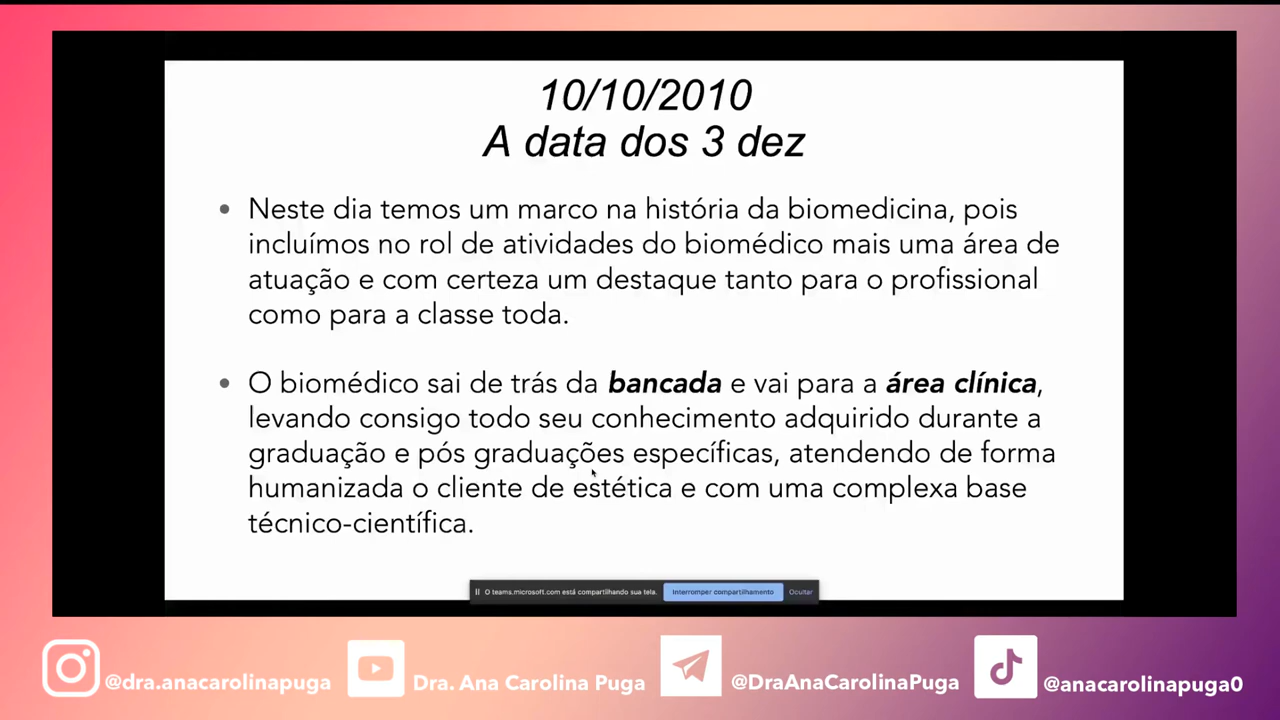 10/10/2010
A data dos 3 dez
• Neste dia temos um marco na história da biomedicina, pois
incluímos no rol de atividades do biomédico mais uma área de
atuação e com certeza um destaque tanto para o profissional
como para a classe toda.
• O biomédico sai de trás da bancada e vai para a área clínica,
levando consigo todo seu conhecimento adquirido durante a
graduação e pós graduações específicas, atendendo de forma
humanizada o cliente de estética e com uma complexa base
técnico-científica.
O teams.microsoft.com está compartilhando sua tela. Interromper compartilhamento Ocultar
@dra.anacarolinapuga Dra. Ana Carolina Puga @DraAnaCarolinaPuga @anacarolinapuga0